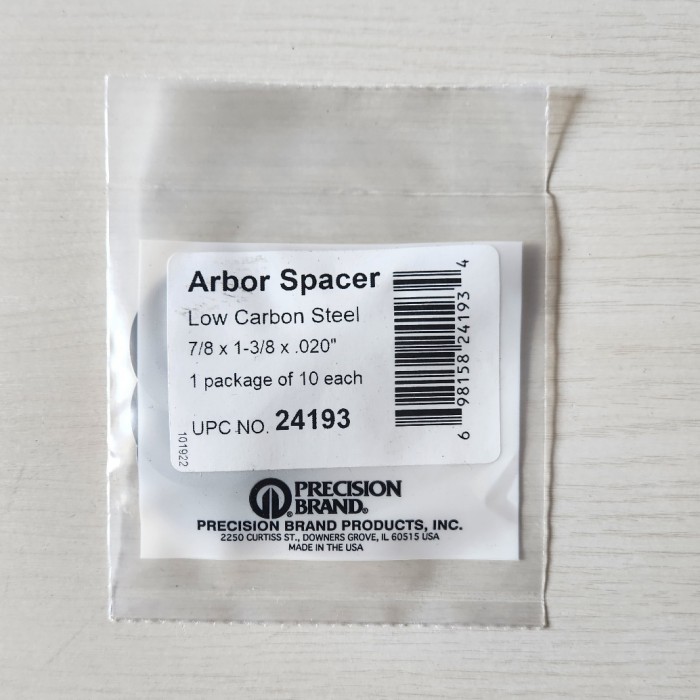 Arbor Spacer
Low Carbon Steel
7/8 x 1-3/8 x .020"
1 package of 10 each
UPC NO. 24193
101922
6 98158 24193 4
PRECISION
BRAND®
PRECISION BRAND PRODUCTS, INC.
2250 CURTISS ST., DOWNERS GROVE, IL 60515 USA
MADE IN THE USA